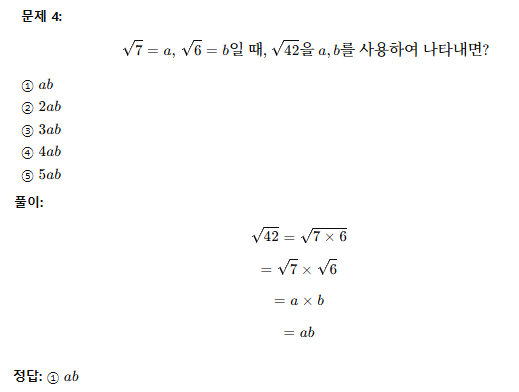 문제 4:
√7 = a, √6 = b일 때, √42을 a, b를 사용하여 나타내면?
① ab
② 2ab
③ 3ab
④ 4ab
⑤ 5ab
풀이:
√42 = √(7 × 6)
= √7 × √6
= a × b
= ab
정답: ① ab